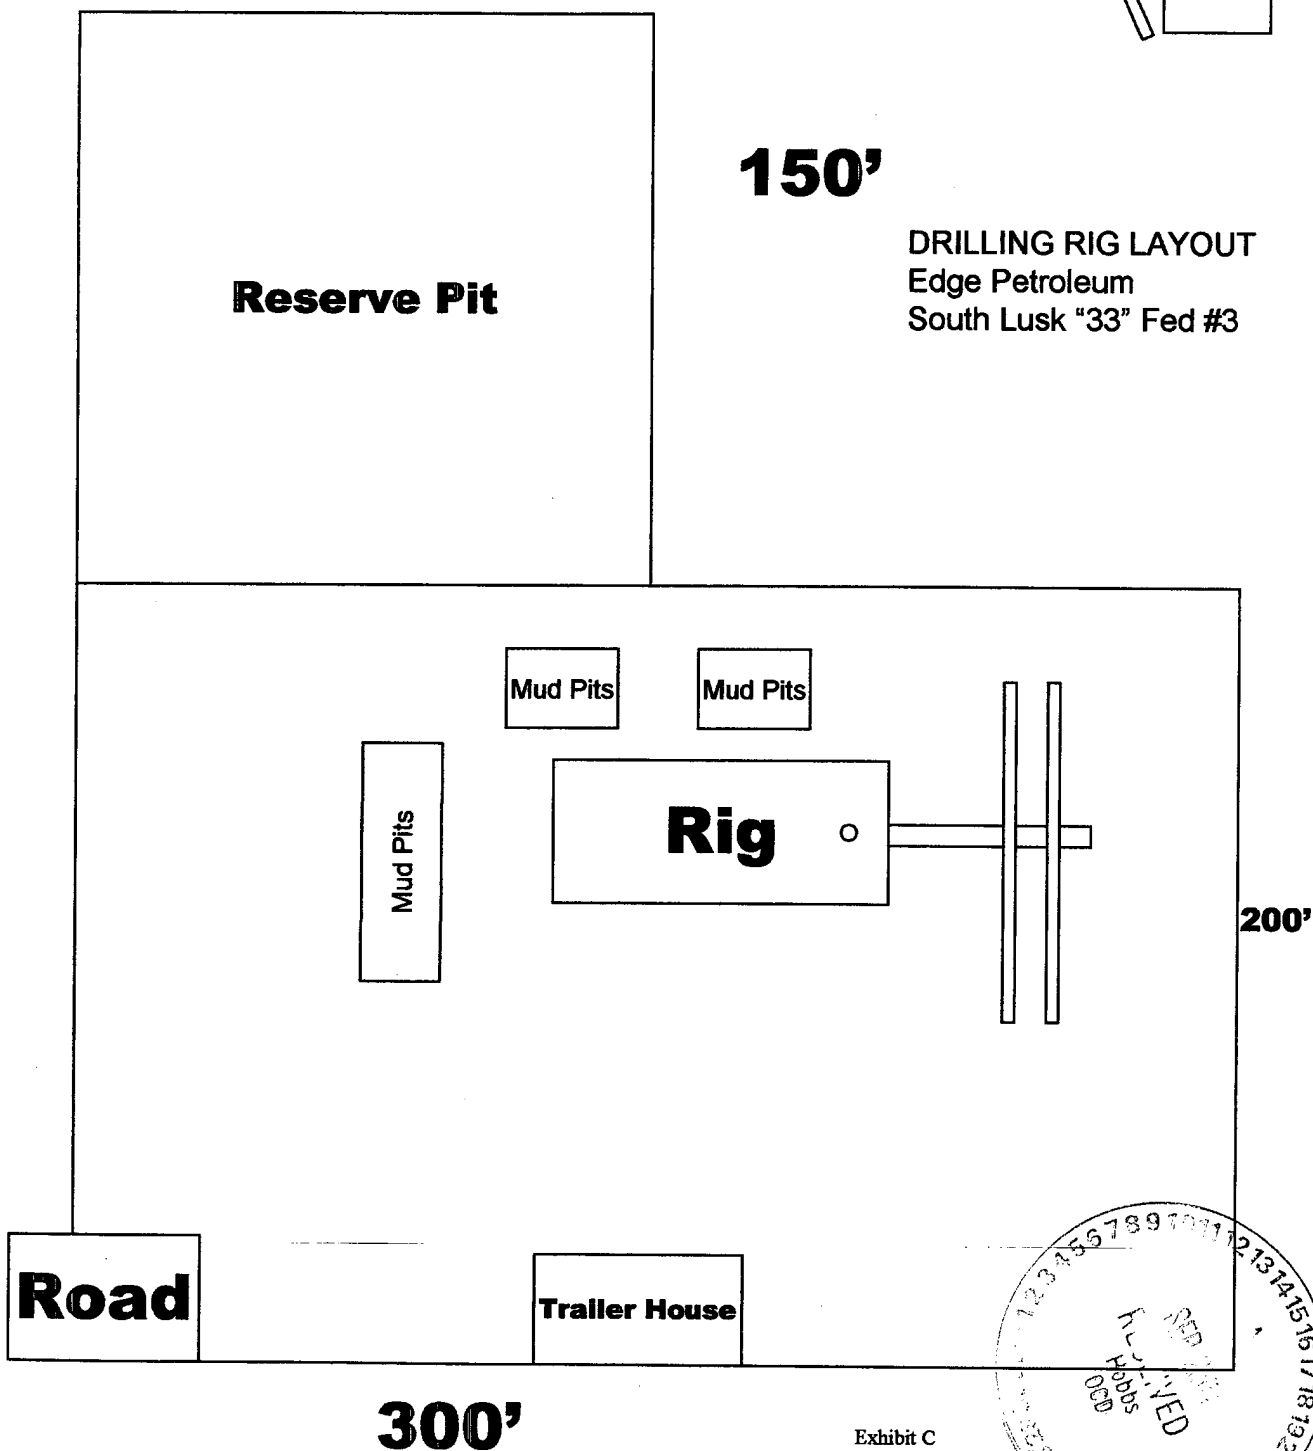 150’
DRILLING RIG LAYOUT
Edge Petroleum
South Lusk “33” Fed #3
Reserve Pit
Mud Pits
Mud Pits
Mud Pits
Rig
200’
Road
Trailer House
300’
Exhibit C
Hobbs
OCD